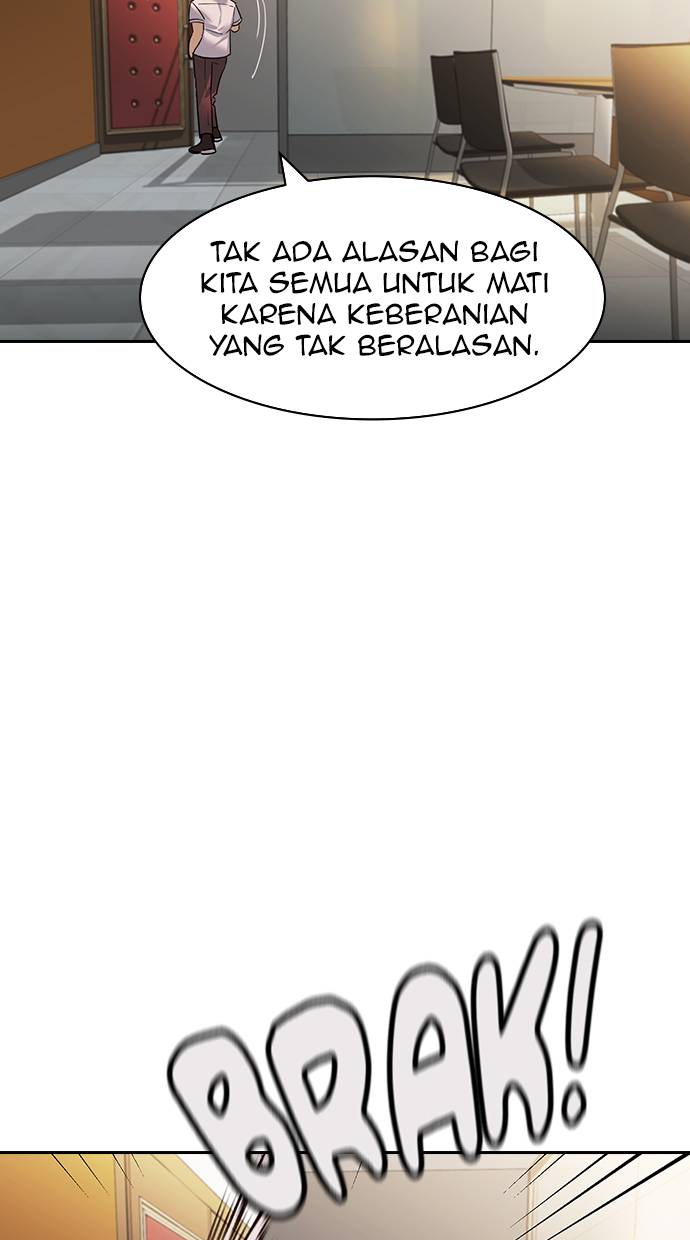 TAK ADA ALASAN BAGI
KITA SEMUA UNTUK MATI
KARENA KEBERANIAN
YANG TAK BERALASAN.
BRAK!